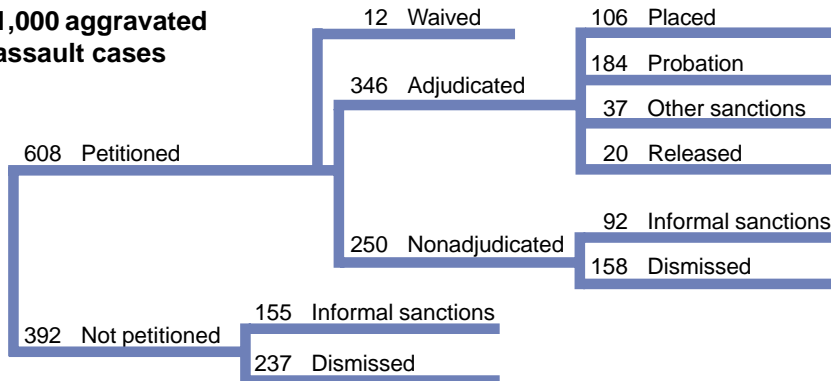 1,000 aggravated
assault cases
12 Waived
106 Placed
184 Probation
346 Adjudicated
37 Other sanctions
608 Petitioned
20 Released
92 Informal sanctions
250 Nonadjudicated
158 Dismissed
155 Informal sanctions
392 Not petitioned
237 Dismissed